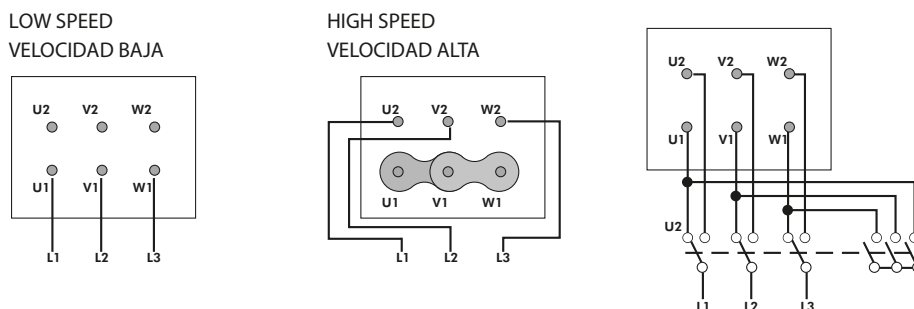 LOW SPEED
VELOCIDAD BAJA
U2 V2 W2
U1 V1 W1
L1 L2 L3
HIGH SPEED
VELOCIDAD ALTA
U2 V2 W2
U1 V1 W1
L1 L2 L3
U2 V2 W2
U1 V1 W1
U2
L1 L2 L3